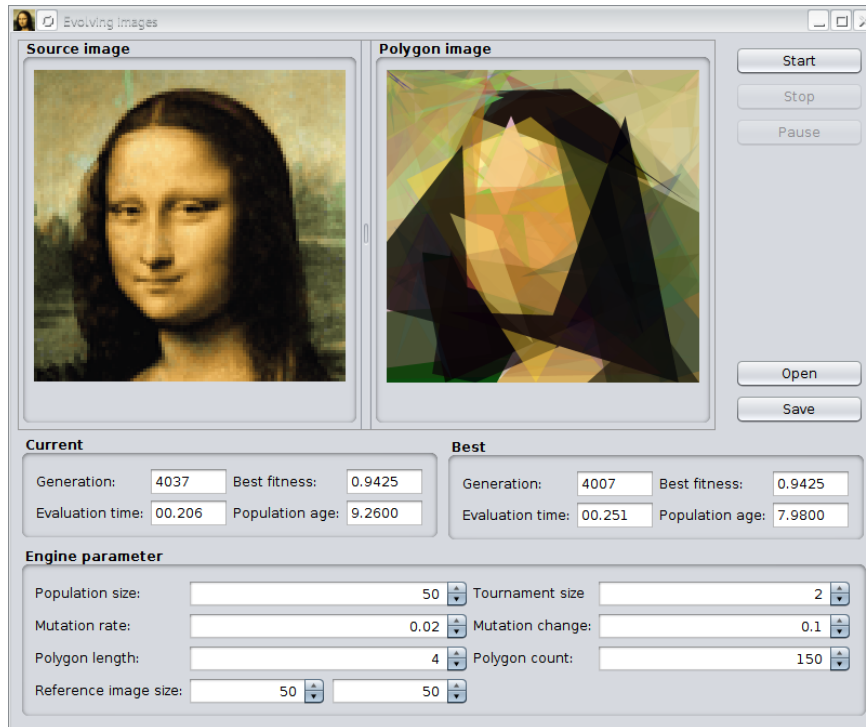 Evolving Images
Source image
Polygon image
Start
Stop
Pause
Open
Save
Current
Generation: 4037 Best fitness: 0.9425
Evaluation time: 00.206 Population age: 9.2600
Best
Generation: 4007 Best fitness: 0.9425
Evaluation time: 00.251 Population age: 7.9800
Engine parameter
Population size: 50 Tournament size 2
Mutation rate: 0.02 Mutation change: 0.1
Polygon length: 4 Polygon count: 150
Reference image size: 50 50